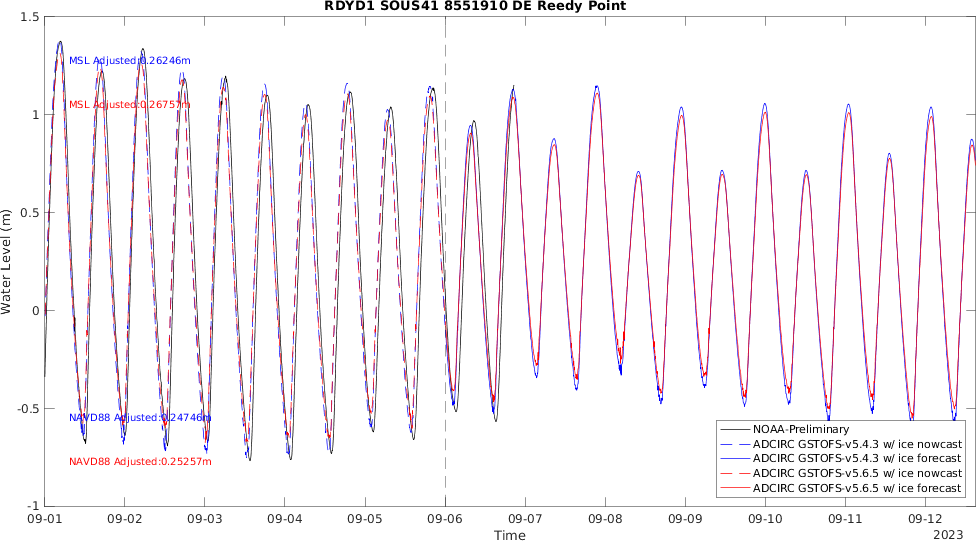 RDYD1 SOUS41 8551910 DE Reedy Point
1.5
1
0.5
0
-0.5
-1
Water Level (m)
MSL Adjusted:0.26246m
MSL Adjusted:0.26757m
NAVD88 Adjusted:0.24746m
NAVD88 Adjusted:0.25257m
NOAA-Preliminary
ADCIRC GSTOFS-v5.4.3 w/ ice nowcast
ADCIRC GSTOFS-v5.4.3 w/ ice forecast
ADCIRC GSTOFS-v5.6.5 w/ ice nowcast
ADCIRC GSTOFS-v5.6.5 w/ ice forecast
09-01 09-02 09-03 09-04 09-05 09-06 09-07 09-08 09-09 09-10 09-11 09-12
Time
2023